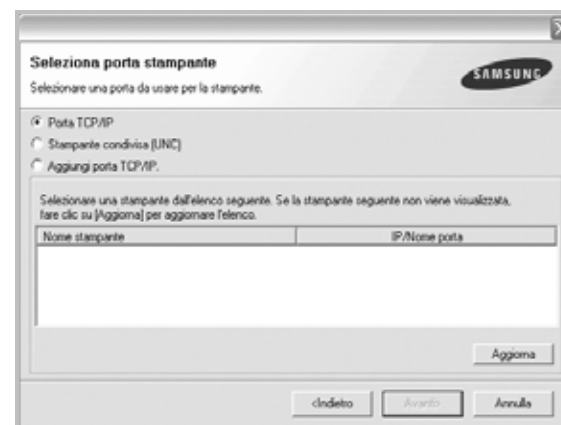 Seleziona porta stampante
Selezionare una porta da usare per la stampante.
SAMSUNG
Porta TCP/IP
Stampante condivisa (UNC)
Aggiungi porta TCP/IP.
Selezionare una stampante dall'elenco seguente. Se la stampante seguente non viene visualizzata,
fare clic su [Aggiorna] per aggiornare l'elenco.
Nome stampante IP/Nome porta
Aggiorna
<Indietro Avanti> Annulla